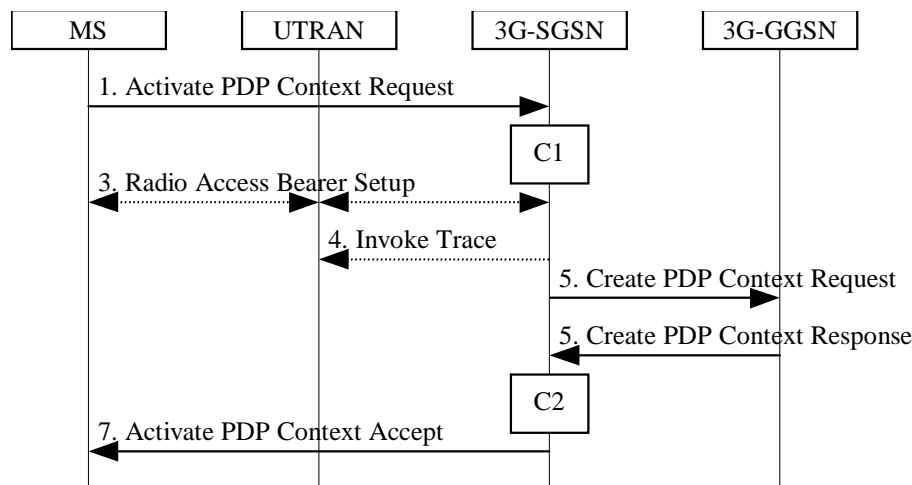 MS UTRAN 3G-SGSN 3G-GGSN
1. Activate PDP Context Request
C1
3. Radio Access Bearer Setup
4. Invoke Trace
5. Create PDP Context Request
5. Create PDP Context Response
C2
7. Activate PDP Context Accept